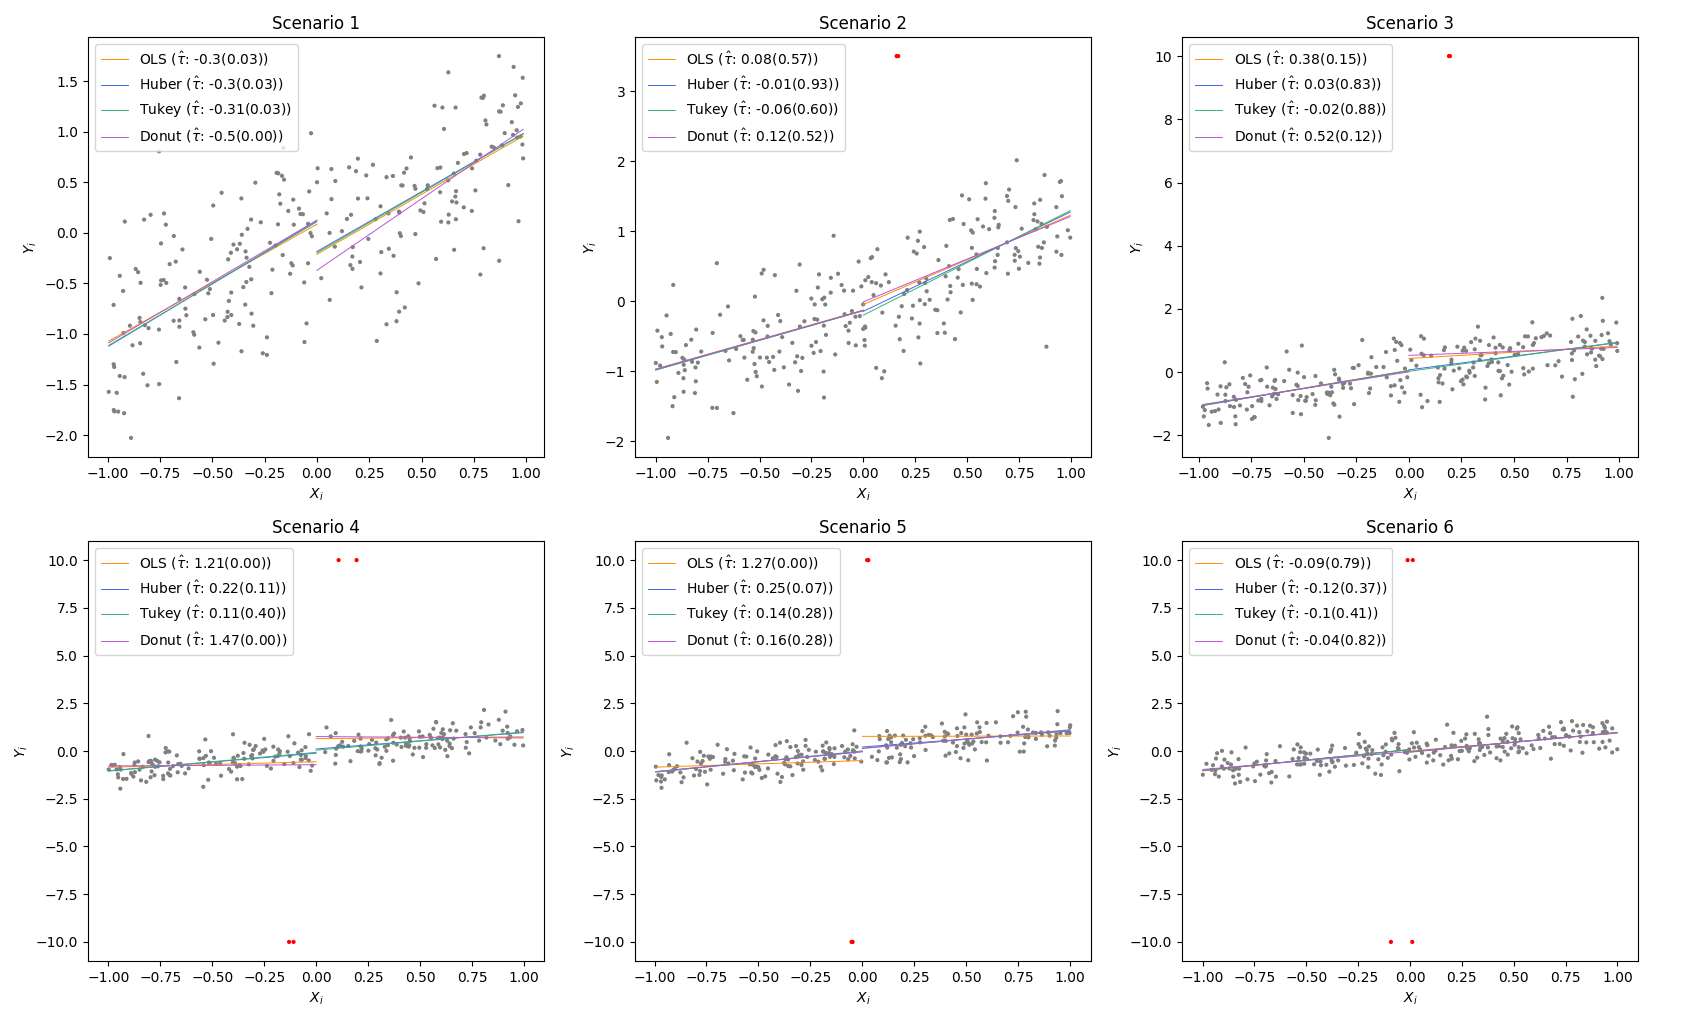 Scenario 1
OLS (τ̂: -0.3(0.03))
Huber (τ̂: -0.3(0.03))
Tukey (τ̂: -0.31(0.03))
Donut (τ̂: -0.5(0.00))
1.5
1.0
0.5
0.0
−0.5
−1.0
−1.5
−2.0
Y_i
−1.00 −0.75 −0.50 −0.25 0.00 0.25 0.50 0.75 1.00
X_i
Scenario 2
OLS (τ̂: 0.08(0.57))
Huber (τ̂: -0.01(0.93))
Tukey (τ̂: -0.06(0.60))
Donut (τ̂: 0.12(0.52))
3
2
1
0
−1
−2
Y_i
−1.00 −0.75 −0.50 −0.25 0.00 0.25 0.50 0.75 1.00
X_i
Scenario 3
OLS (τ̂: 0.38(0.15))
Huber (τ̂: 0.03(0.83))
Tukey (τ̂: -0.02(0.88))
Donut (τ̂: 0.52(0.12))
10
8
6
4
2
0
−2
Y_i
−1.00 −0.75 −0.50 −0.25 0.00 0.25 0.50 0.75 1.00
X_i
Scenario 4
OLS (τ̂: 1.21(0.00))
Huber (τ̂: 0.22(0.11))
Tukey (τ̂: 0.11(0.40))
Donut (τ̂: 1.47(0.00))
10.0
7.5
5.0
2.5
0.0
−2.5
−5.0
−7.5
−10.0
Y_i
−1.00 −0.75 −0.50 −0.25 0.00 0.25 0.50 0.75 1.00
X_i
Scenario 5
OLS (τ̂: 1.27(0.00))
Huber (τ̂: 0.25(0.07))
Tukey (τ̂: 0.14(0.28))
Donut (τ̂: 0.16(0.28))
10.0
7.5
5.0
2.5
0.0
−2.5
−5.0
−7.5
−10.0
Y_i
−1.00 −0.75 −0.50 −0.25 0.00 0.25 0.50 0.75 1.00
X_i
Scenario 6
OLS (τ̂: -0.09(0.79))
Huber (τ̂: -0.12(0.37))
Tukey (τ̂: -0.1(0.41))
Donut (τ̂: -0.04(0.82))
10.0
7.5
5.0
2.5
0.0
−2.5
−5.0
−7.5
−10.0
Y_i
−1.00 −0.75 −0.50 −0.25 0.00 0.25 0.50 0.75 1.00
X_i